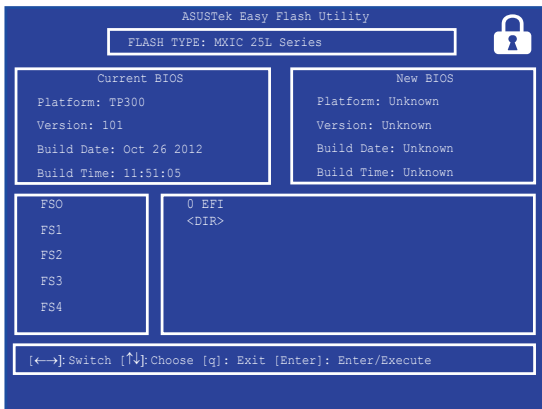 ASUSTek Easy Flash Utility
FLASH TYPE: MXIC 25L Series
Current BIOS
Platform: TP300
Version: 101
Build Date: Oct 26 2012
Build Time: 11:51:05
New BIOS
Platform: Unknown
Version: Unknown
Build Date: Unknown
Build Time: Unknown
FSO
FS1
FS2
FS3
FS4
0 EFI
<DIR>
[←→]: Switch [↑↓]: Choose [q]: Exit [Enter]: Enter/Execute